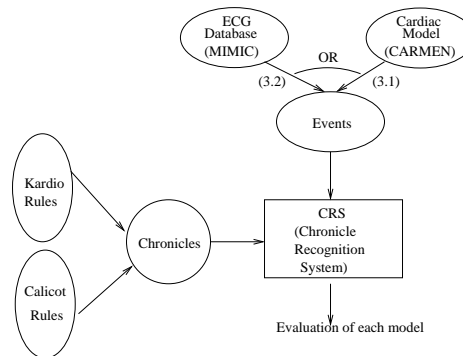 ECG
Database
(MIMIC)
Cardiac
Model
(CARMEN)
OR
(3.2)
(3.1)
Events
Kardio
Rules
Chronicles
CRS
(Chronicle
Recognition
System)
Calicot
Rules
Evaluation of each model